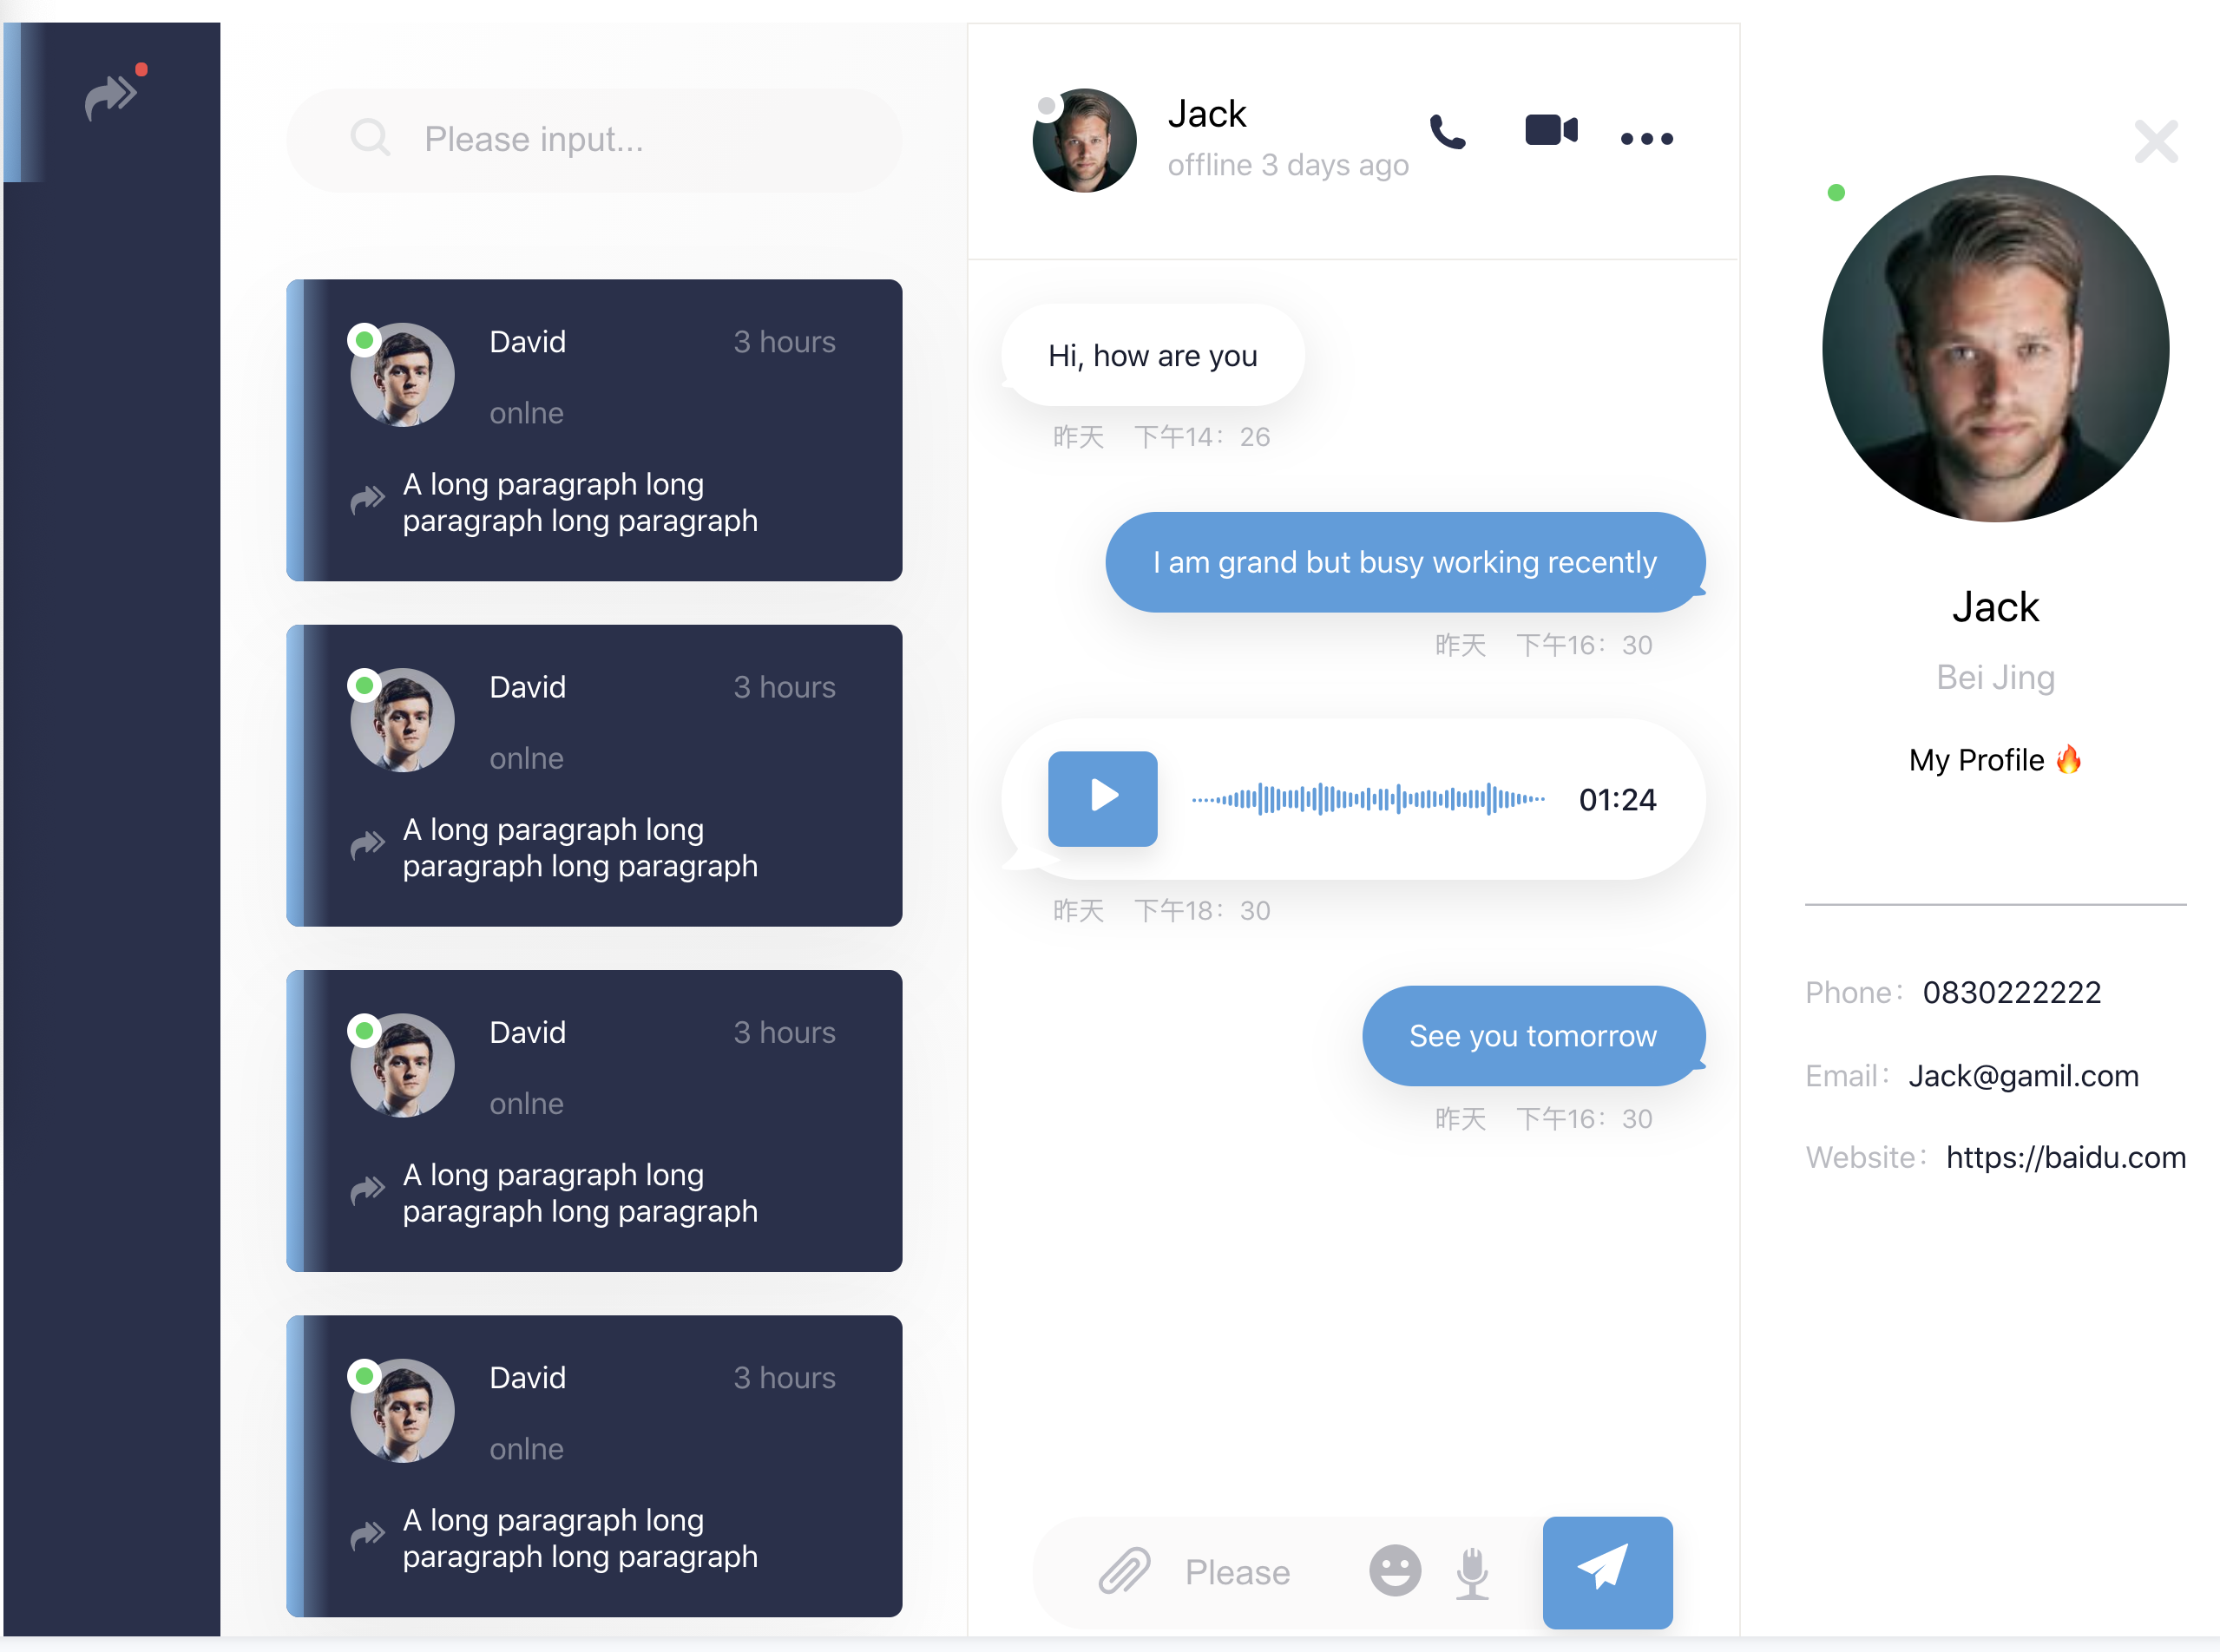 Please input...
David
3 hours
onlne
A long paragraph long
paragraph long paragraph
David
3 hours
onlne
A long paragraph long
paragraph long paragraph
David
3 hours
onlne
A long paragraph long
paragraph long paragraph
David
3 hours
onlne
A long paragraph long
paragraph long paragraph
Jack
offline 3 days ago
Hi, how are you
昨天 下午14：26
I am grand but busy working recently
昨天 下午16：30
01:24
昨天 下午18：30
See you tomorrow
昨天 下午16：30
Please
Jack
Bei Jing
My Profile 🔥
Phone： 0830222222
Email： Jack@gamil.com
Website： https://baidu.com